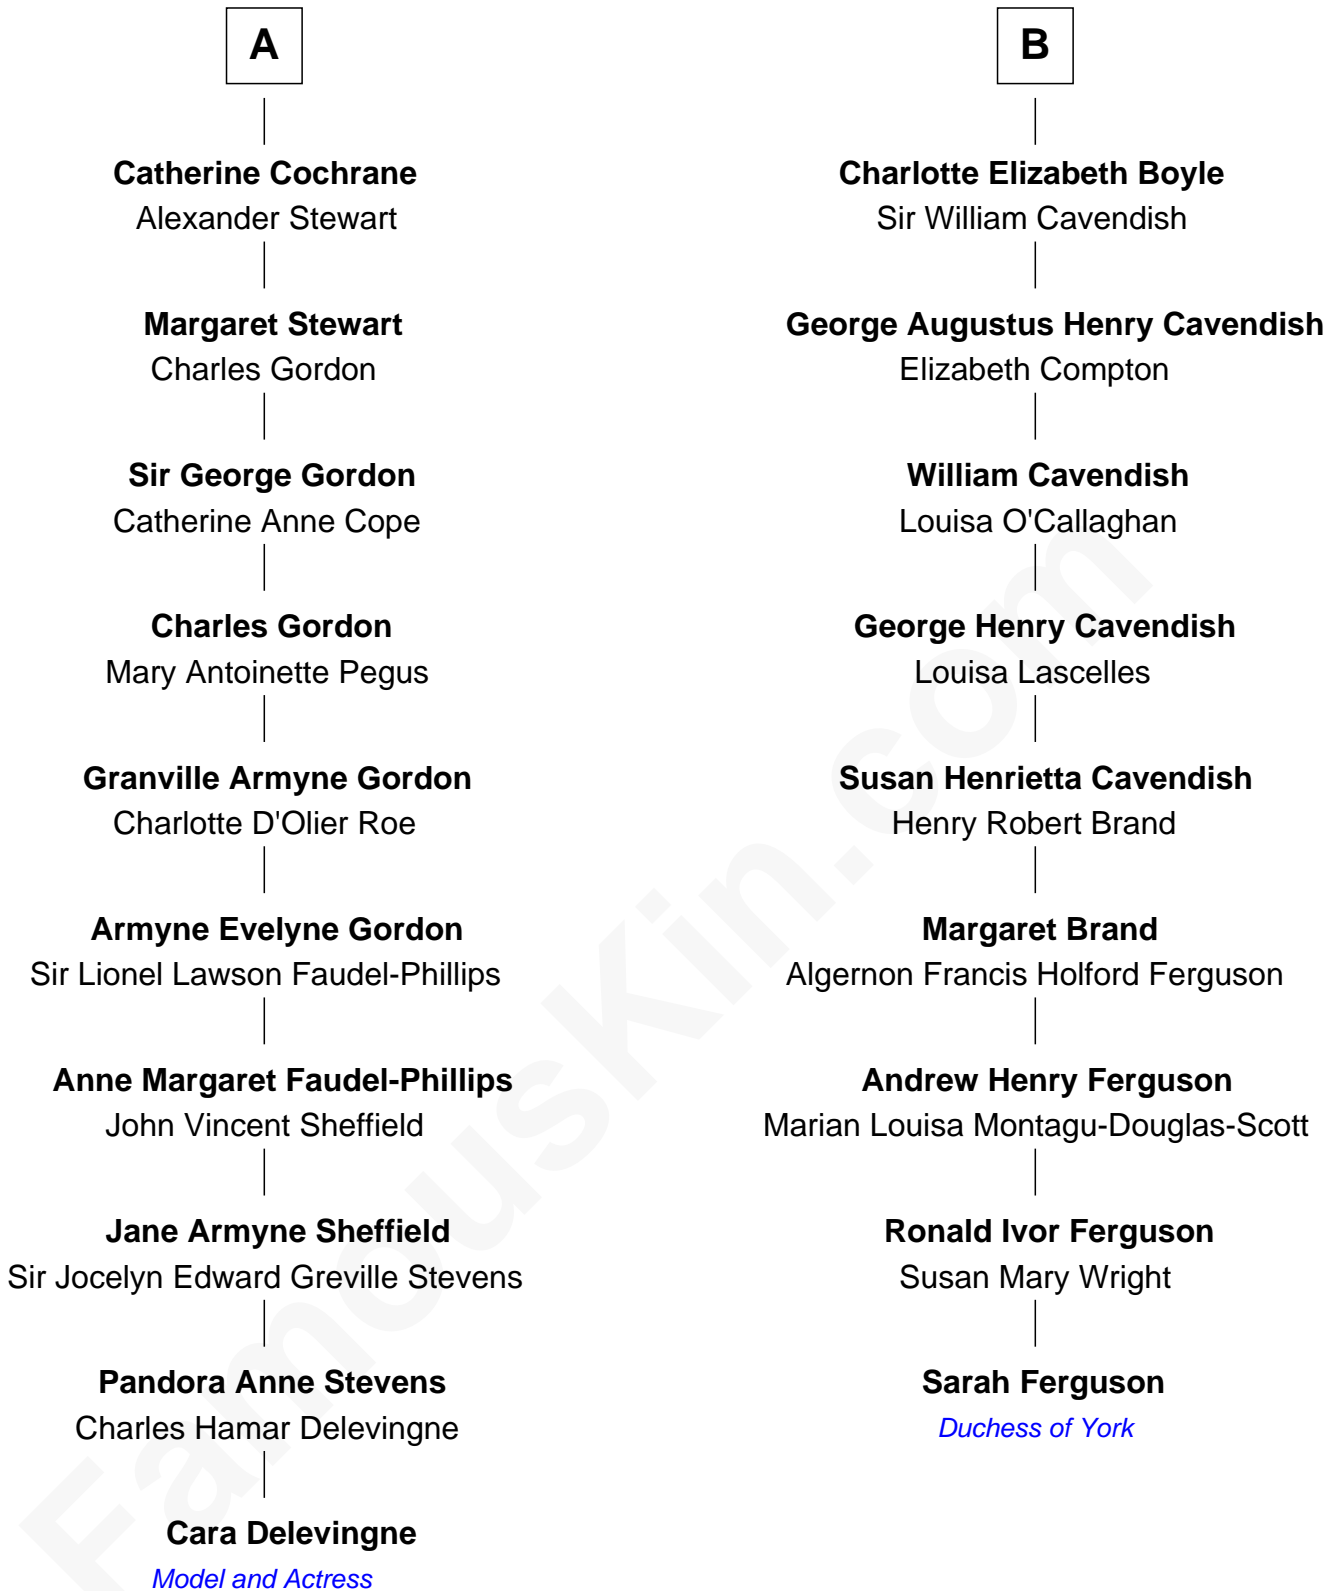 A
Catherine Cochrane
Alexander Stewart
Margaret Stewart
Charles Gordon
Sir George Gordon
Catherine Anne Cope
Charles Gordon
Mary Antoinette Pegus
Granville Armyne Gordon
Charlotte D'Olier Roe
Armyne Evelyne Gordon
Sir Lionel Lawson Faudel-Phillips
Anne Margaret Faudel-Phillips
John Vincent Sheffield
Jane Armyne Sheffield
Sir Jocelyn Edward Greville Stevens
Pandora Anne Stevens
Charles Hamar Delevingne
Cara Delevingne
Model and Actress
B
Charlotte Elizabeth Boyle
Sir William Cavendish
George Augustus Henry Cavendish
Elizabeth Compton
William Cavendish
Louisa O'Callaghan
George Henry Cavendish
Louisa Lascelles
Susan Henrietta Cavendish
Henry Robert Brand
Margaret Brand
Algernon Francis Holford Ferguson
Andrew Henry Ferguson
Marian Louisa Montagu-Douglas-Scott
Ronald Ivor Ferguson
Susan Mary Wright
Sarah Ferguson
Duchess of York
FamousKin.com